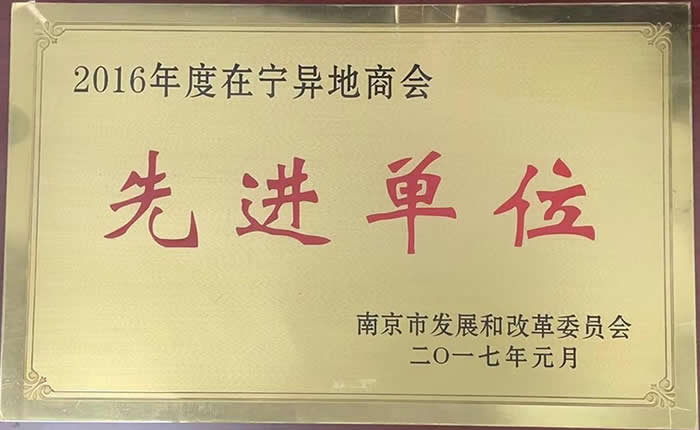 2016年度在宁异地商会
先进单位
南京市发展和改革委员会
二〇一七年元月